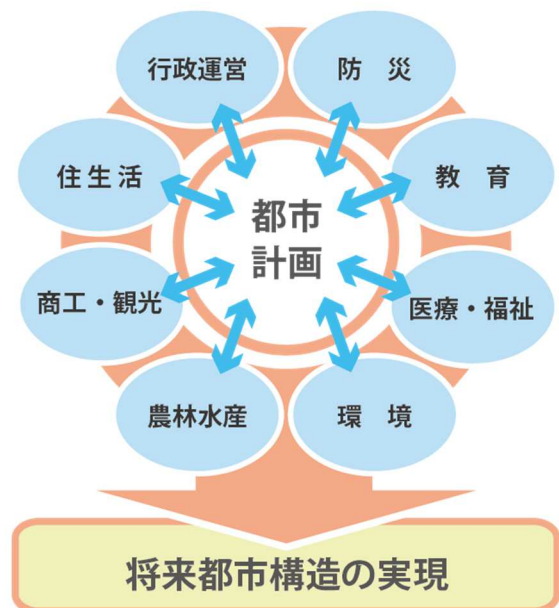 行政運営
防　災
住生活
教　育
都市
計画
商工・観光
医療・福祉
農林水産
環　境
将来都市構造の実現